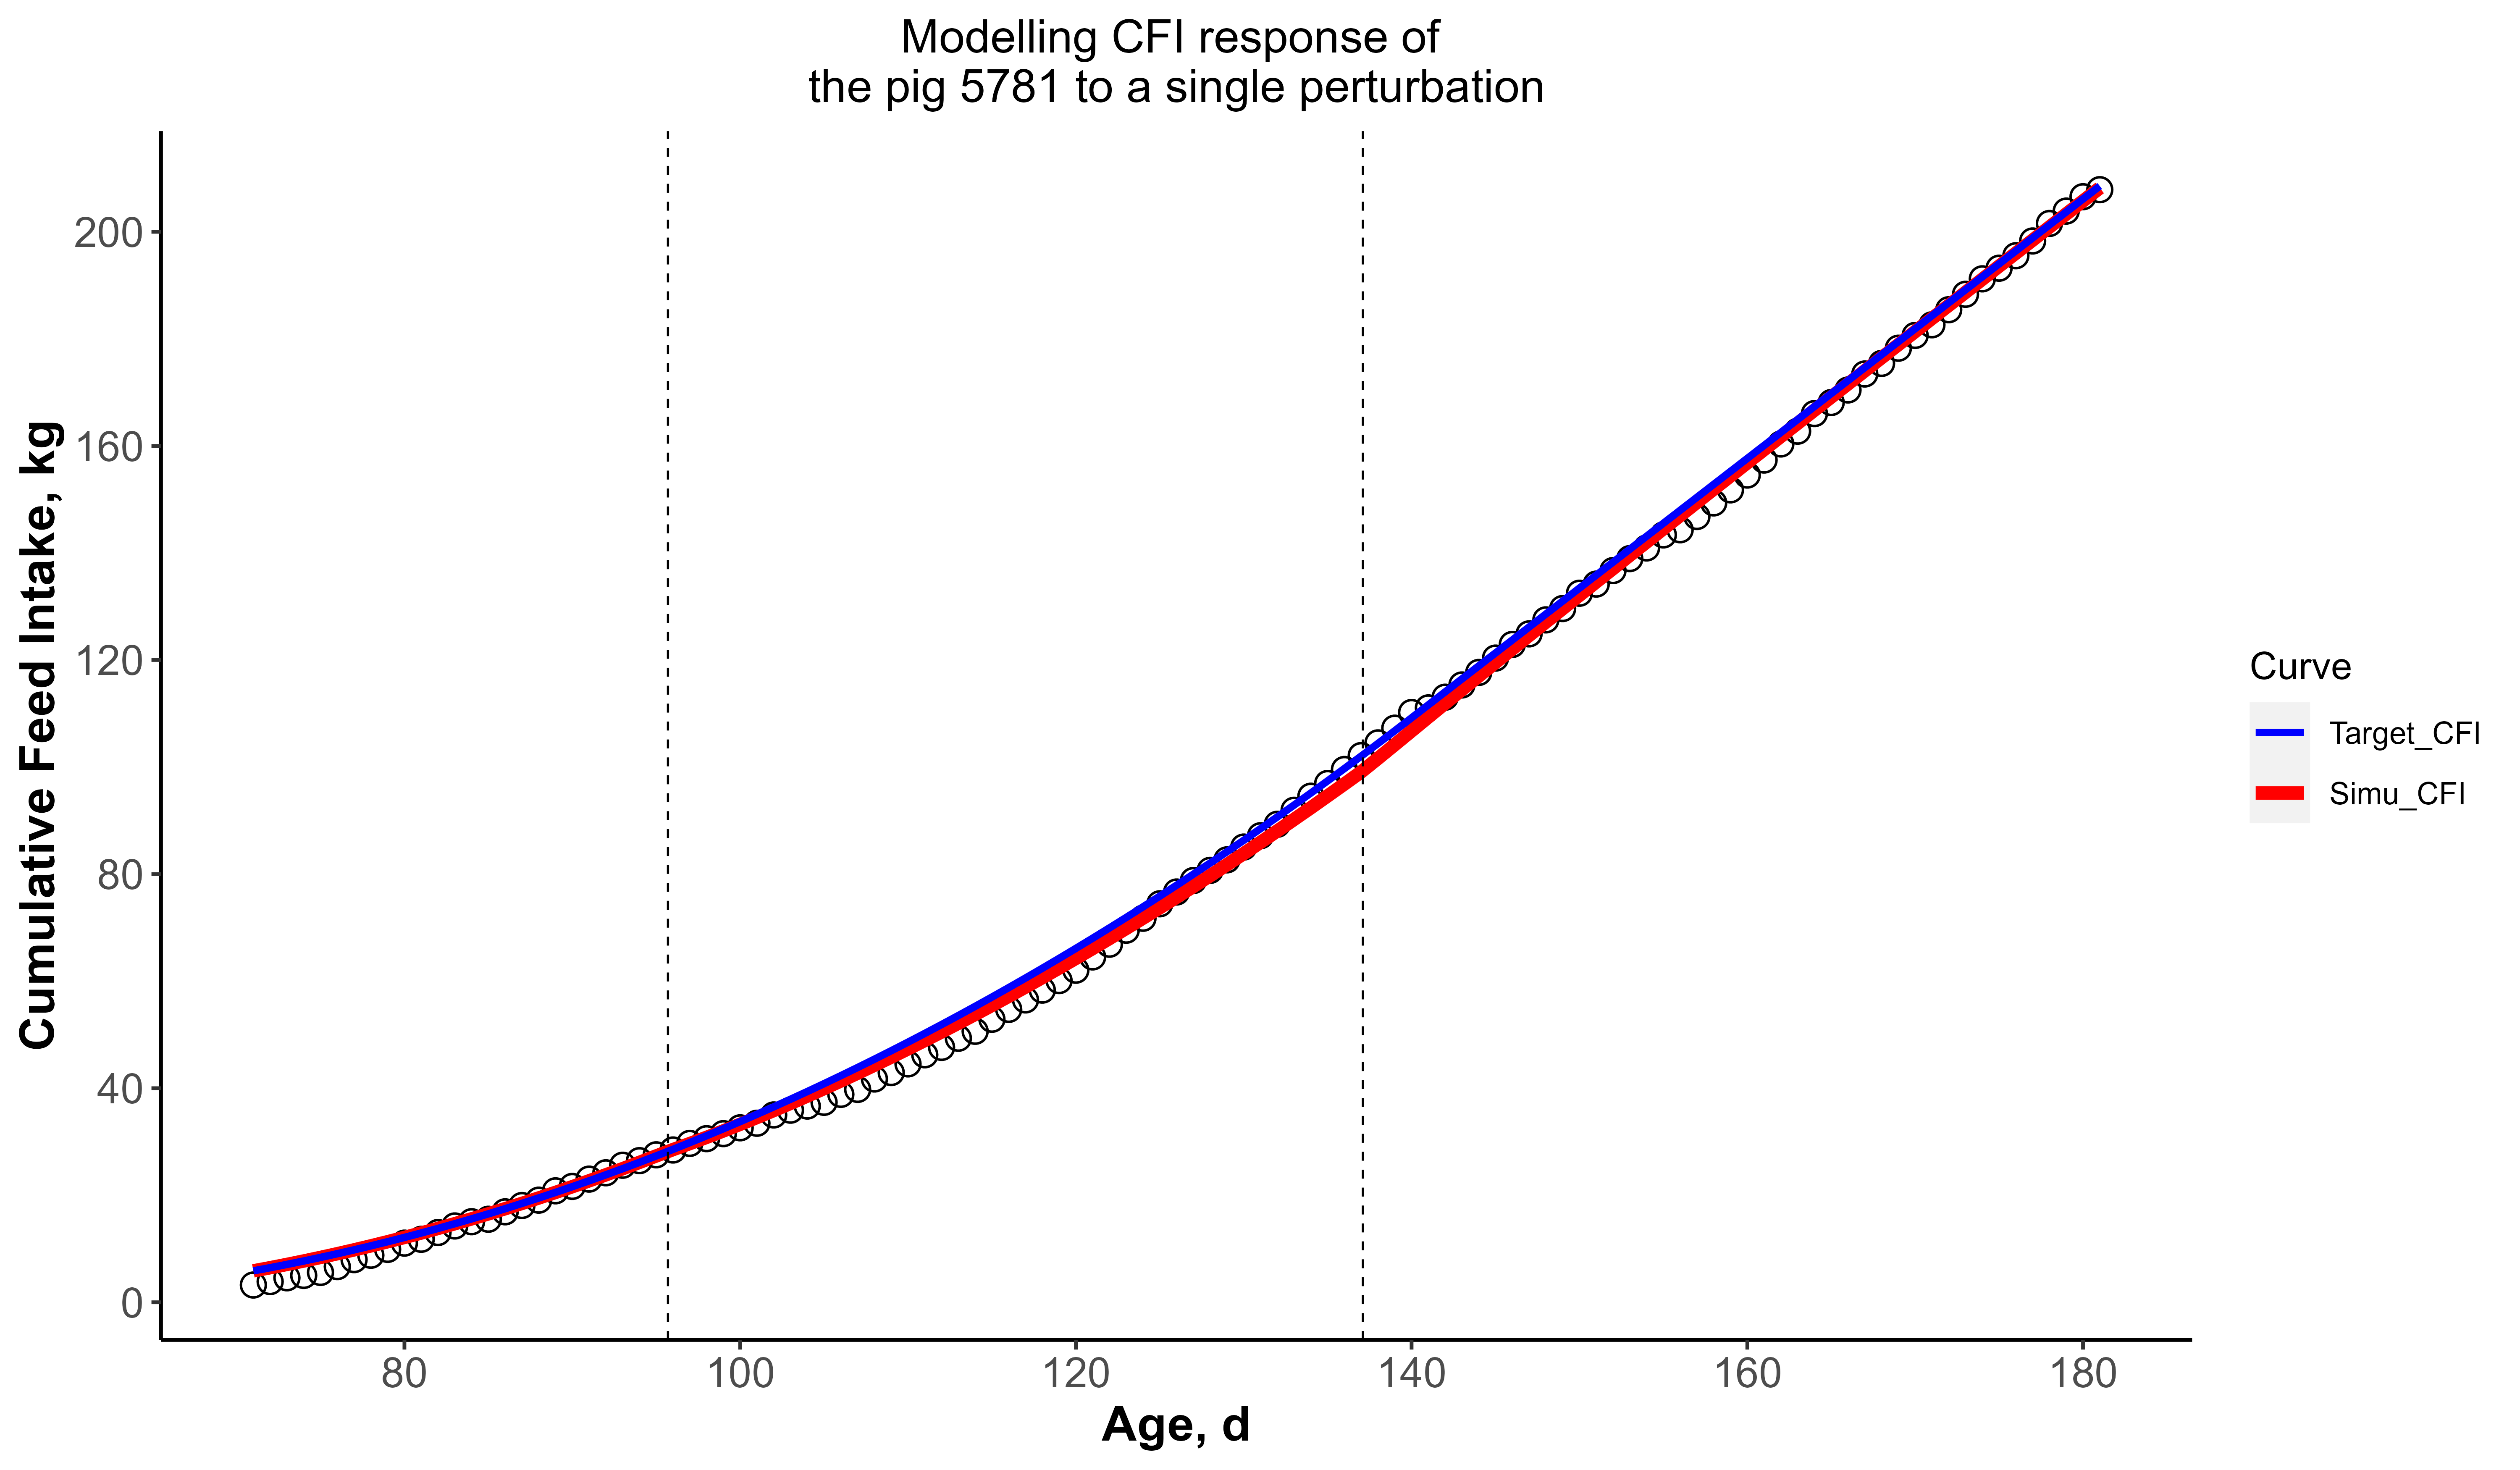 Modelling CFI response of
the pig 5781 to a single perturbation
Cumulative Feed Intake, kg
200
160
120
80
40
0
80
100
120
140
160
180
Age, d
Curve
Target_CFI
Simu_CFI